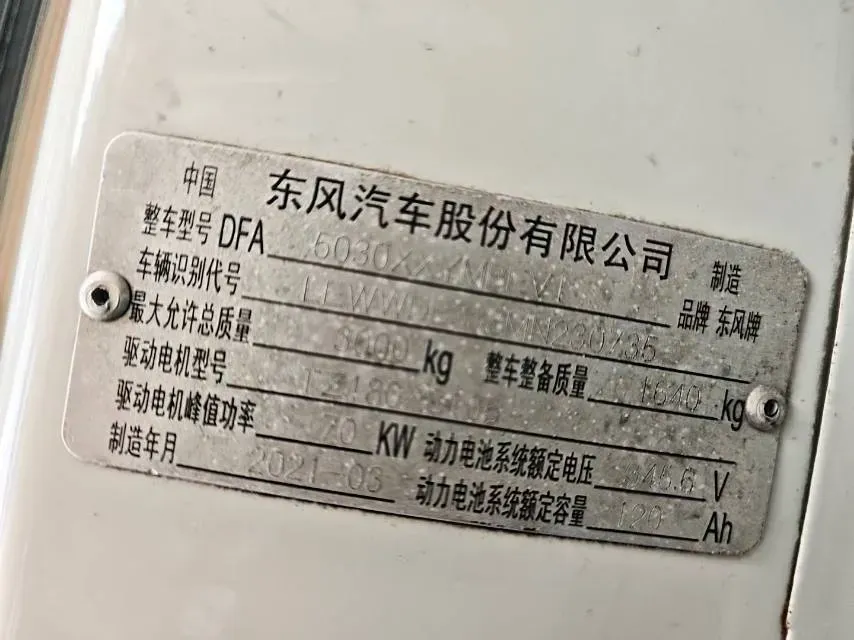 中国 东风汽车股份有限公司 制造
整车型号 DFA 品牌 东风牌
车辆识别代号
最大允许总质量 3000 kg 整车整备质量 1640 kg
驱动电机型号
驱动电机峰值功率 70 KW 动力电池系统额定电压 345.6 V
制造年月 2021-03 动力电池系统额定容量 120 Ah